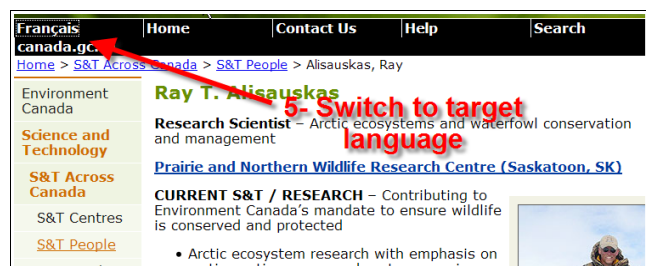 Français Home Contact Us Help Search
canada.gc.
Home > S&T Across Canada > S&T People > Alisauskas, Ray
Environment
Canada
Science and
Technology
S&T Across
Canada
S&T Centres
S&T People
Ray T. Alisauskas
5- Switch to target
language
Research Scientist – Arctic ecosystems and waterfowl conservation
and management
Prairie and Northern Wildlife Research Centre (Saskatoon, SK)
CURRENT S&T / RESEARCH – Contributing to
Environment Canada's mandate to ensure wildlife
is conserved and protected
• Arctic ecosystem research with emphasis on